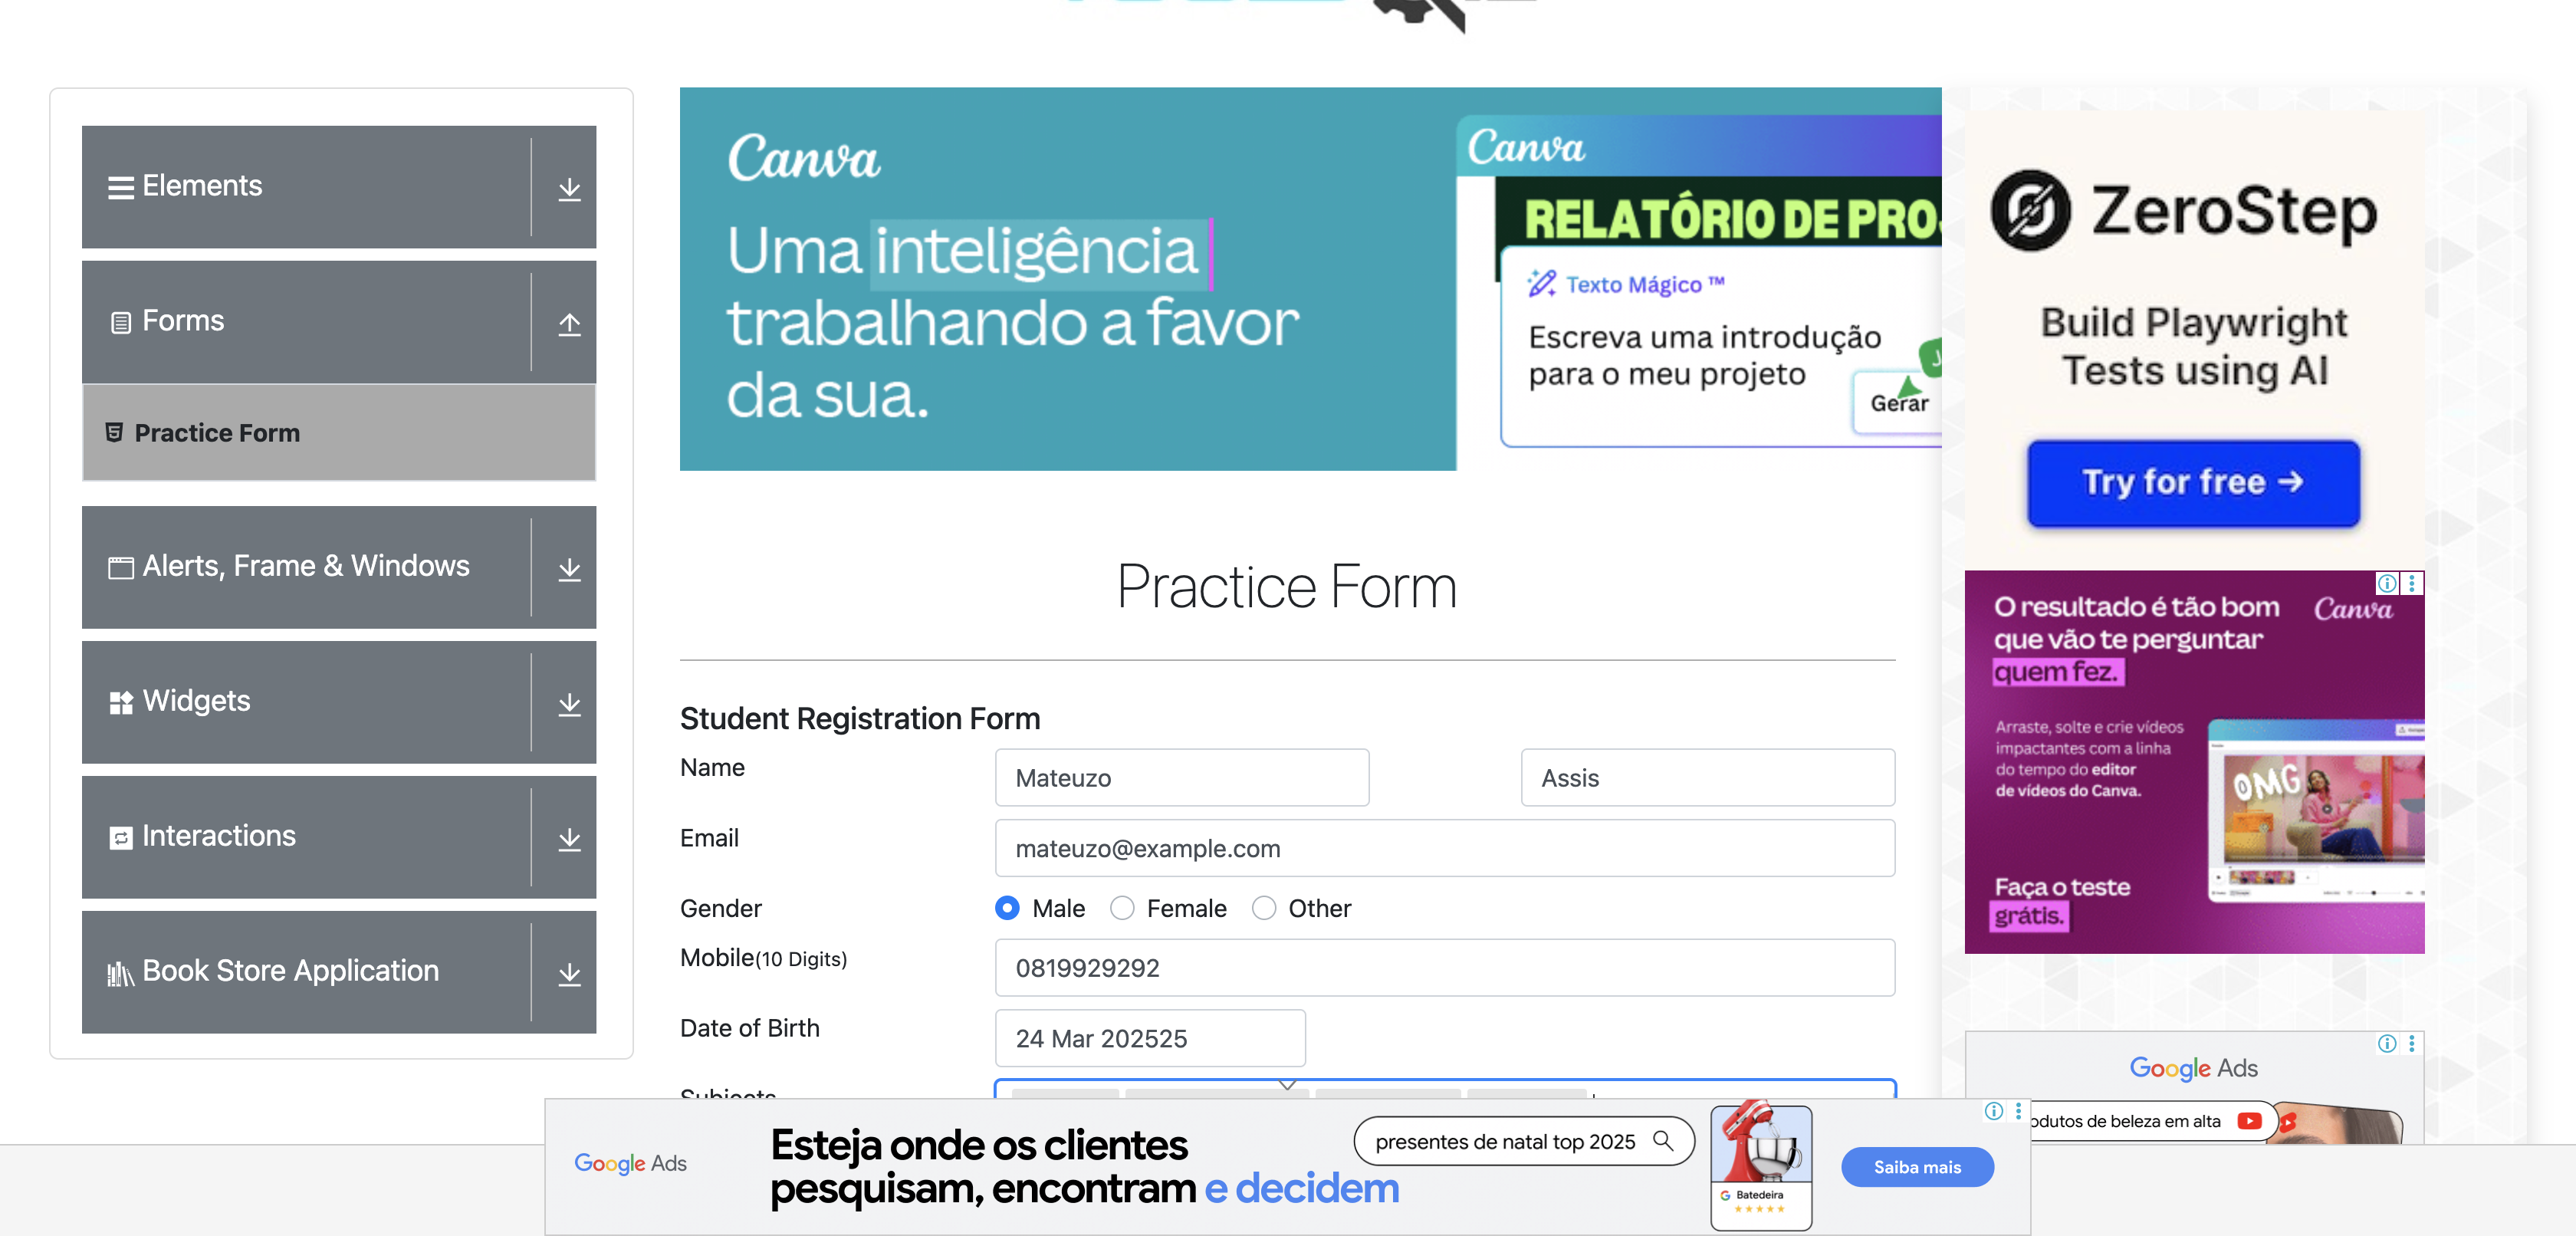 Elements
Forms
Practice Form
Alerts, Frame & Windows
Widgets
Interactions
Book Store Application
Canva
Uma inteligência
trabalhando a favor
da sua.
Canva
RELATÓRIO DE PRO
Texto Mágico ™
Escreva uma introdução
para o meu projeto
Gerar
Practice Form
Student Registration Form
Name
Mateuzo
Assis
Email
mateuzo@example.com
Gender
Male
Female
Other
Mobile(10 Digits)
0819929292
Date of Birth
24 Mar 202525
Subjects
ZeroStep
Build Playwright
Tests using AI
Try for free →
O resultado é tão bom
que vão te perguntar
quem fez.
Canva
Arraste, solte e crie vídeos
impactantes com a linha
do tempo do editor
de vídeos do Canva.
OMG
Faça o teste
grátis.
Google Ads
odutos de beleza em alta
Google Ads
Esteja onde os clientes
pesquisam, encontram e decidem
presentes de natal top 2025
G Batedeira
Saiba mais